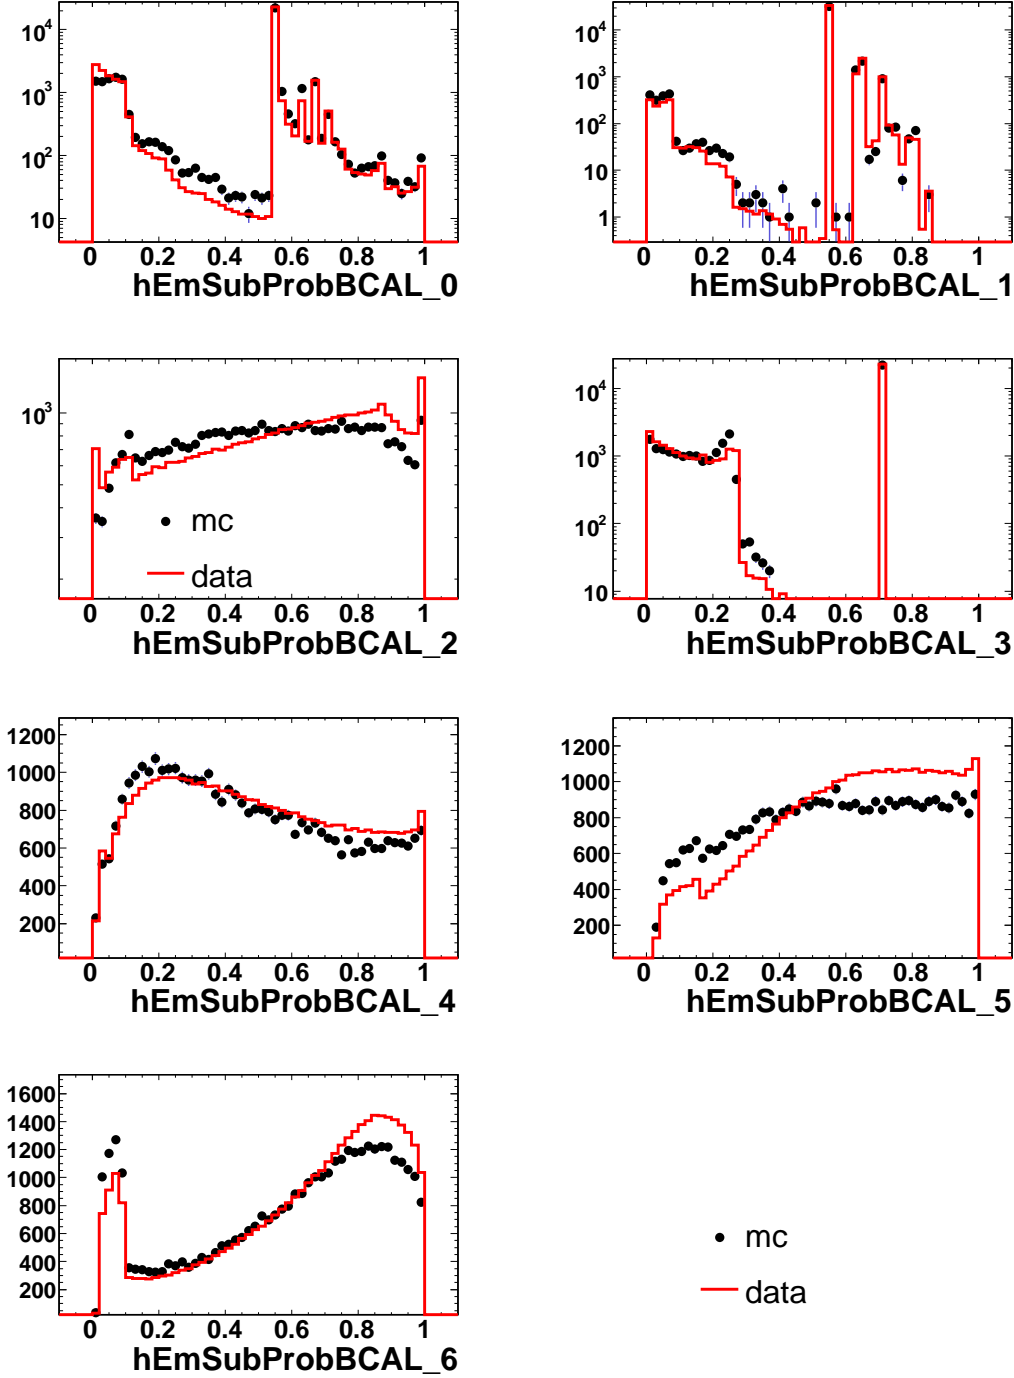 10^4
10^3
10^2
10
0 0.2 0.4 0.6 0.8 1
hEmSubProbBCAL_0
10^4
10^3
10^2
10
1
0 0.2 0.4 0.6 0.8 1
hEmSubProbBCAL_1
10^3
mc
data
0 0.2 0.4 0.6 0.8 1
hEmSubProbBCAL_2
10^4
10^3
10^2
10
0 0.2 0.4 0.6 0.8 1
hEmSubProbBCAL_3
1200
1000
800
600
400
200
0 0.2 0.4 0.6 0.8 1
hEmSubProbBCAL_4
1200
1000
800
600
400
200
0 0.2 0.4 0.6 0.8 1
hEmSubProbBCAL_5
1600
1400
1200
1000
800
600
400
200
0 0.2 0.4 0.6 0.8 1
hEmSubProbBCAL_6
mc
data